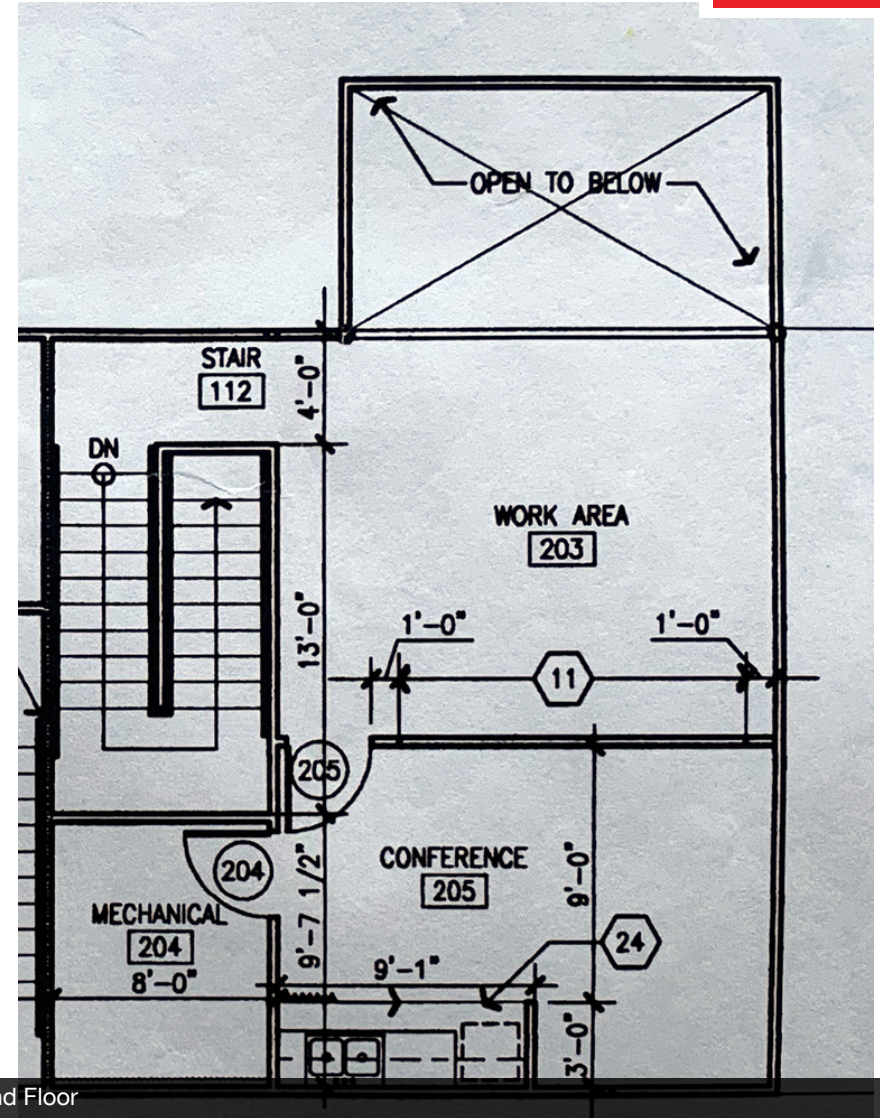 OPEN TO BELOW
STAIR
112
4'-0"
DN
WORK AREA
203
13'-0"
1'-0"
1'-0"
11
205
CONFERENCE
205
204
9'-7 1/2"
9'-0"
MECHANICAL
204
8'-0"
9'-1"
24
3'-0"
d Floor